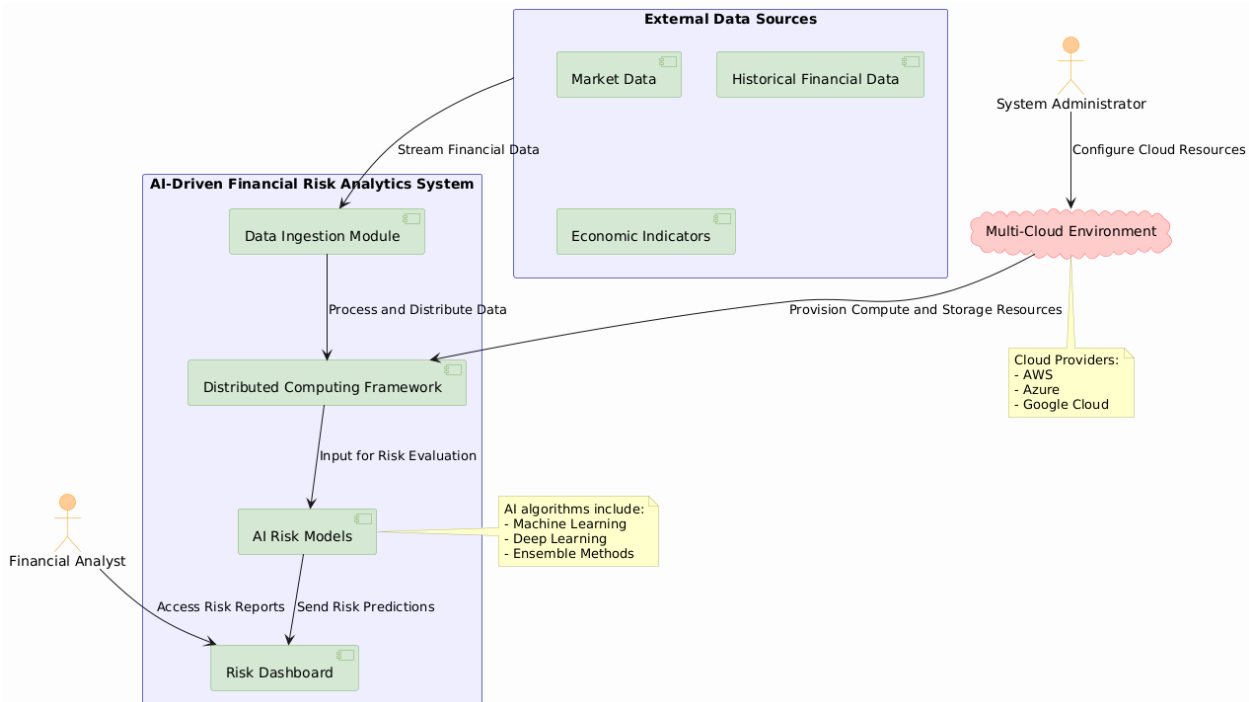 External Data Sources
Market Data
Historical Financial Data
System Administrator
Stream Financial Data
Configure Cloud Resources
AI-Driven Financial Risk Analytics System
Data Ingestion Module
Economic Indicators
Multi-Cloud Environment
Process and Distribute Data
Provision Compute and Storage Resources
Cloud Providers:
- AWS
- Azure
- Google Cloud
Distributed Computing Framework
Input for Risk Evaluation
AI algorithms include:
- Machine Learning
- Deep Learning
- Ensemble Methods
AI Risk Models
Financial Analyst
Access Risk Reports
Send Risk Predictions
Risk Dashboard